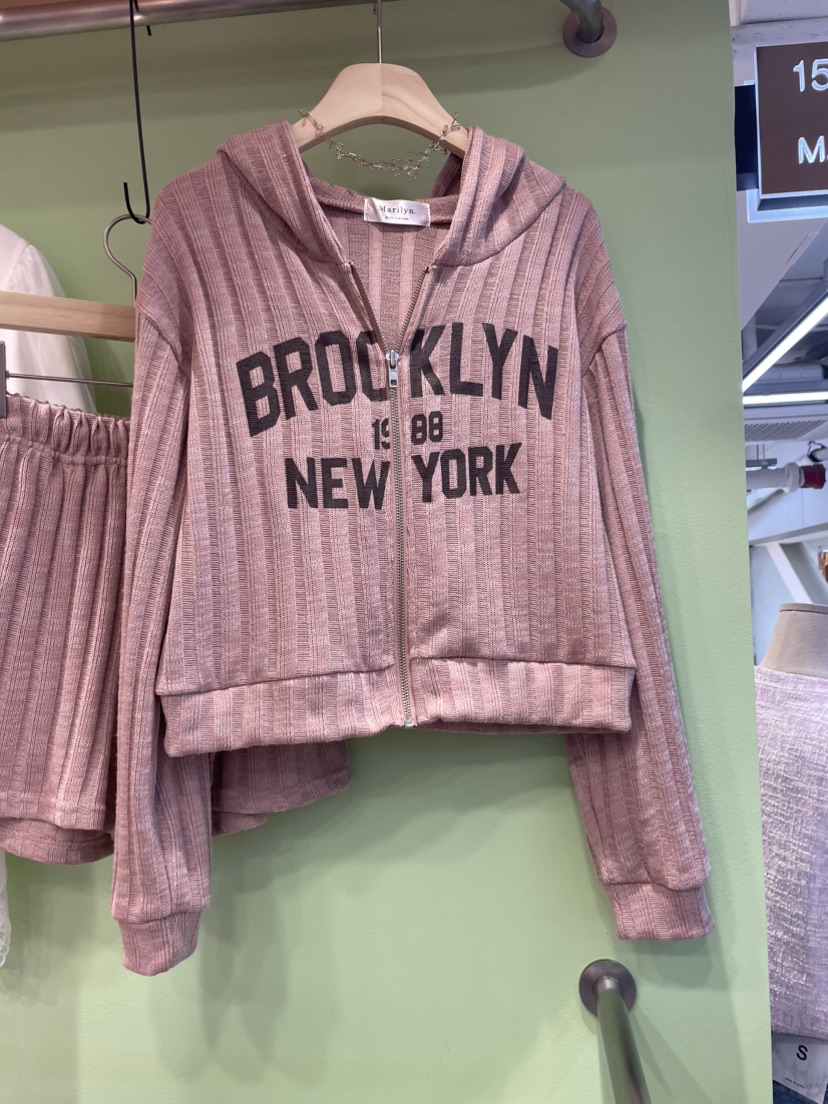 Marilyn.
BROOKLYN
1988
NEW YORK
15
S